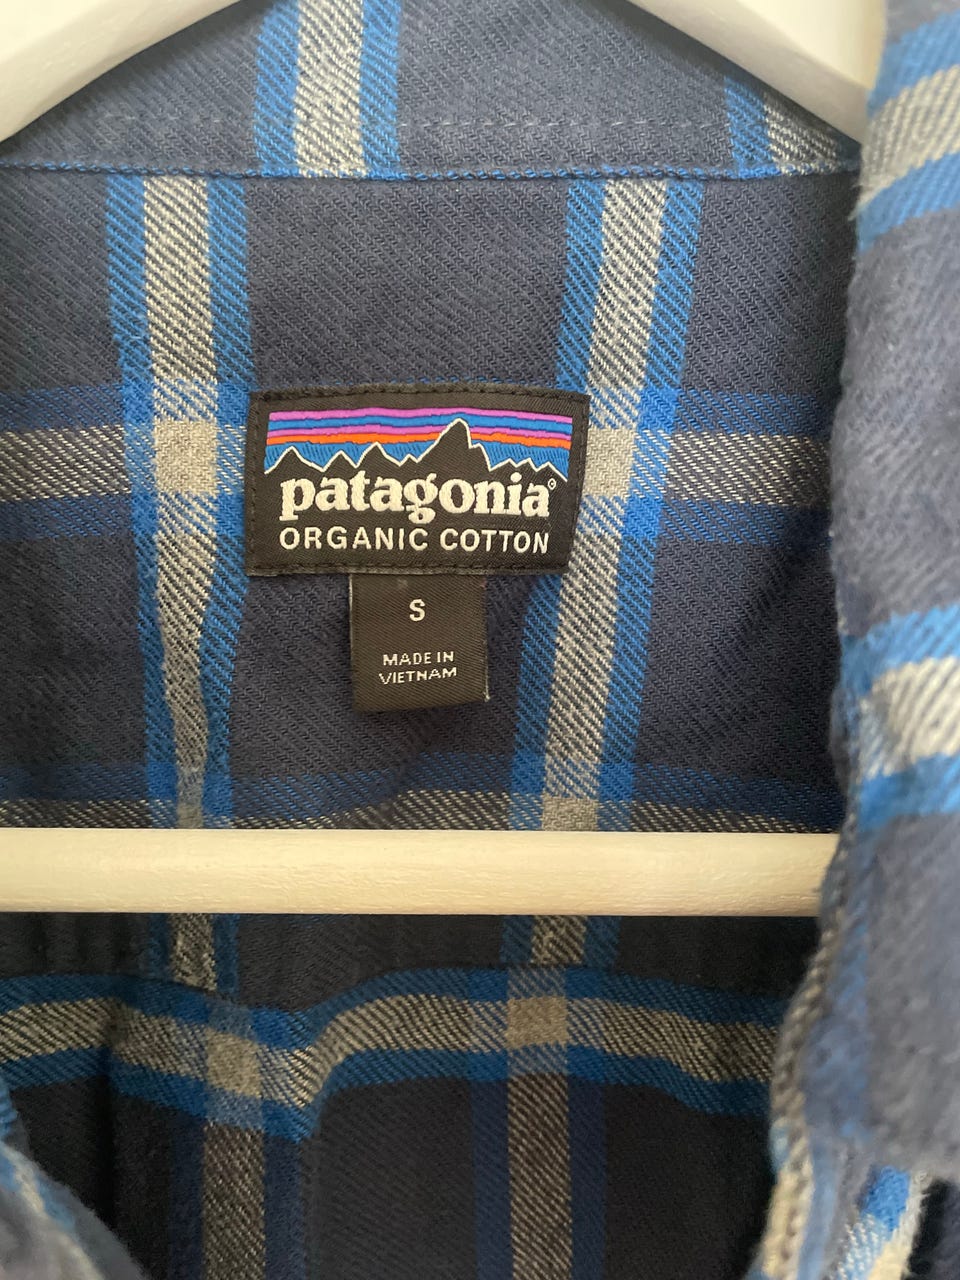 patagonia®
ORGANIC COTTON
S
MADE IN
VIETNAM